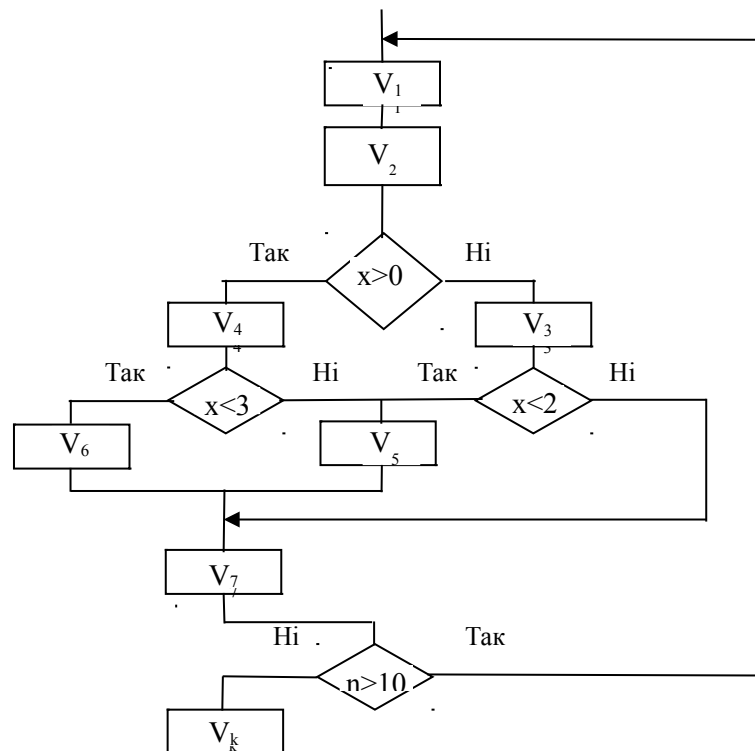 V₁
V₂
Так
x>0
Ні
V₄
V₃
Так
x<3
Ні
Так
x<2
Ні
V₆
V₅
V₇
Ні
n>10
Так
Vₖ